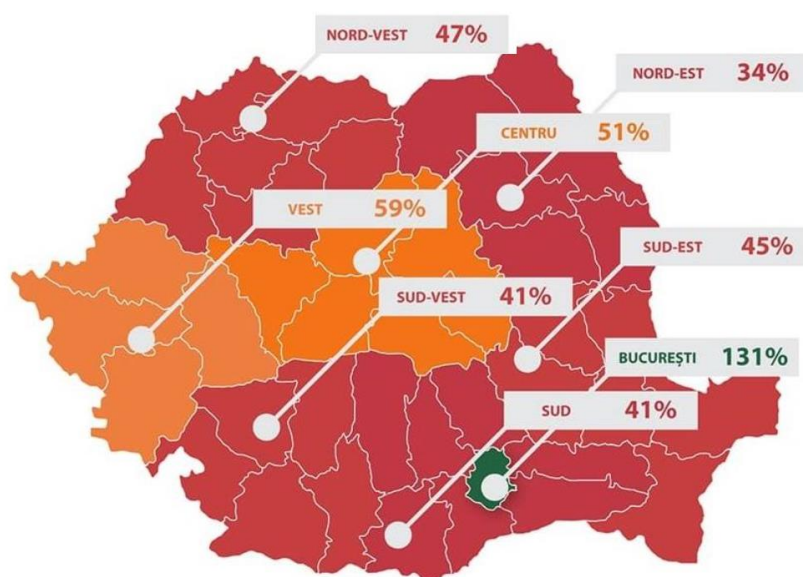 NORD-VEST 47%
NORD-EST 34%
CENTRU 51%
VEST 59%
SUD-EST 45%
SUD-VEST 41%
BUCUREȘTI 131%
SUD 41%